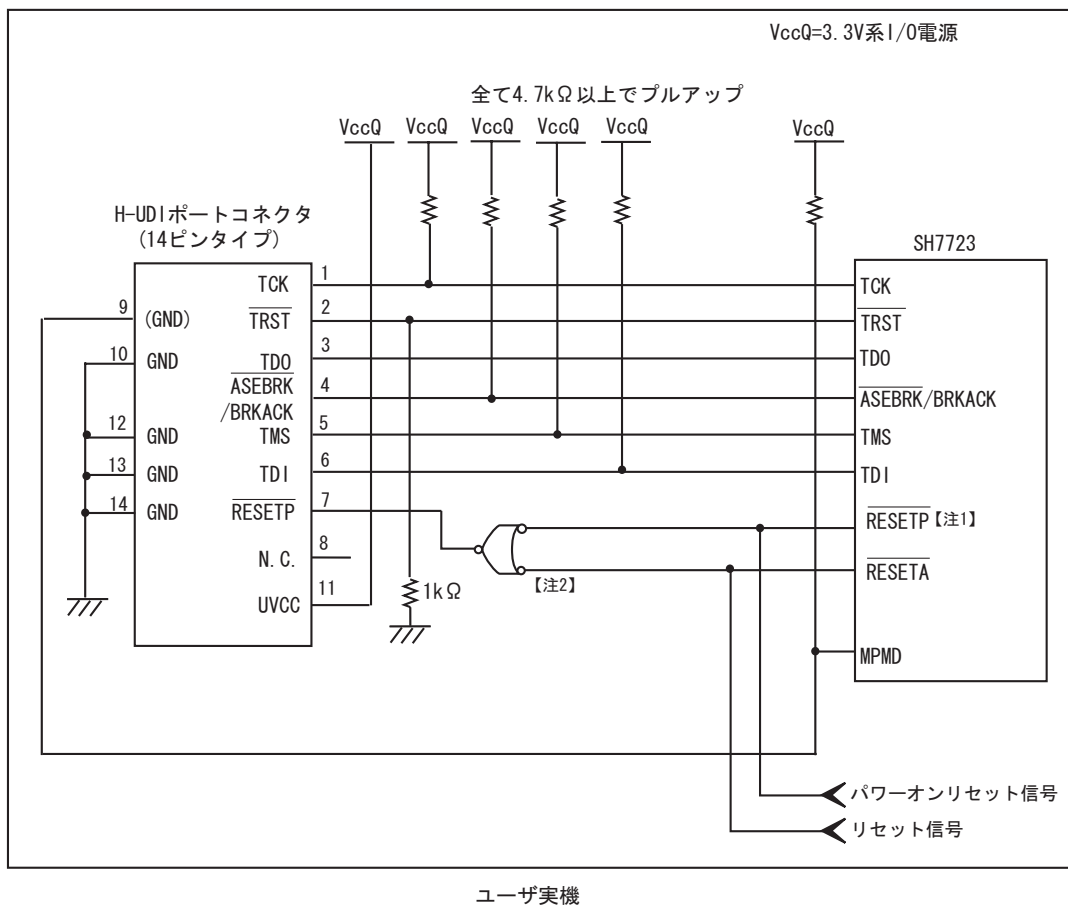 VccQ=3.3V系I/O電源
全て4.7kΩ以上でプルアップ
VccQ VccQ VccQ VccQ VccQ VccQ
H-UDIポートコネクタ
(14ピンタイプ)
SH7723
TCK 1 TCK
9 (GND) TRST 2 TRST
10 GND TDO 3 TDO
ASEBRK 4 ASEBRK/BRKACK
/BRKACK
12 GND TMS 5 TMS
13 GND TDI 6 TDI
14 GND RESETP 7 RESETP【注1】
N.C. 8 【注2】 RESETA
UVCC 11 1kΩ
MPMD
パワーオンリセット信号
リセット信号
ユーザ実機